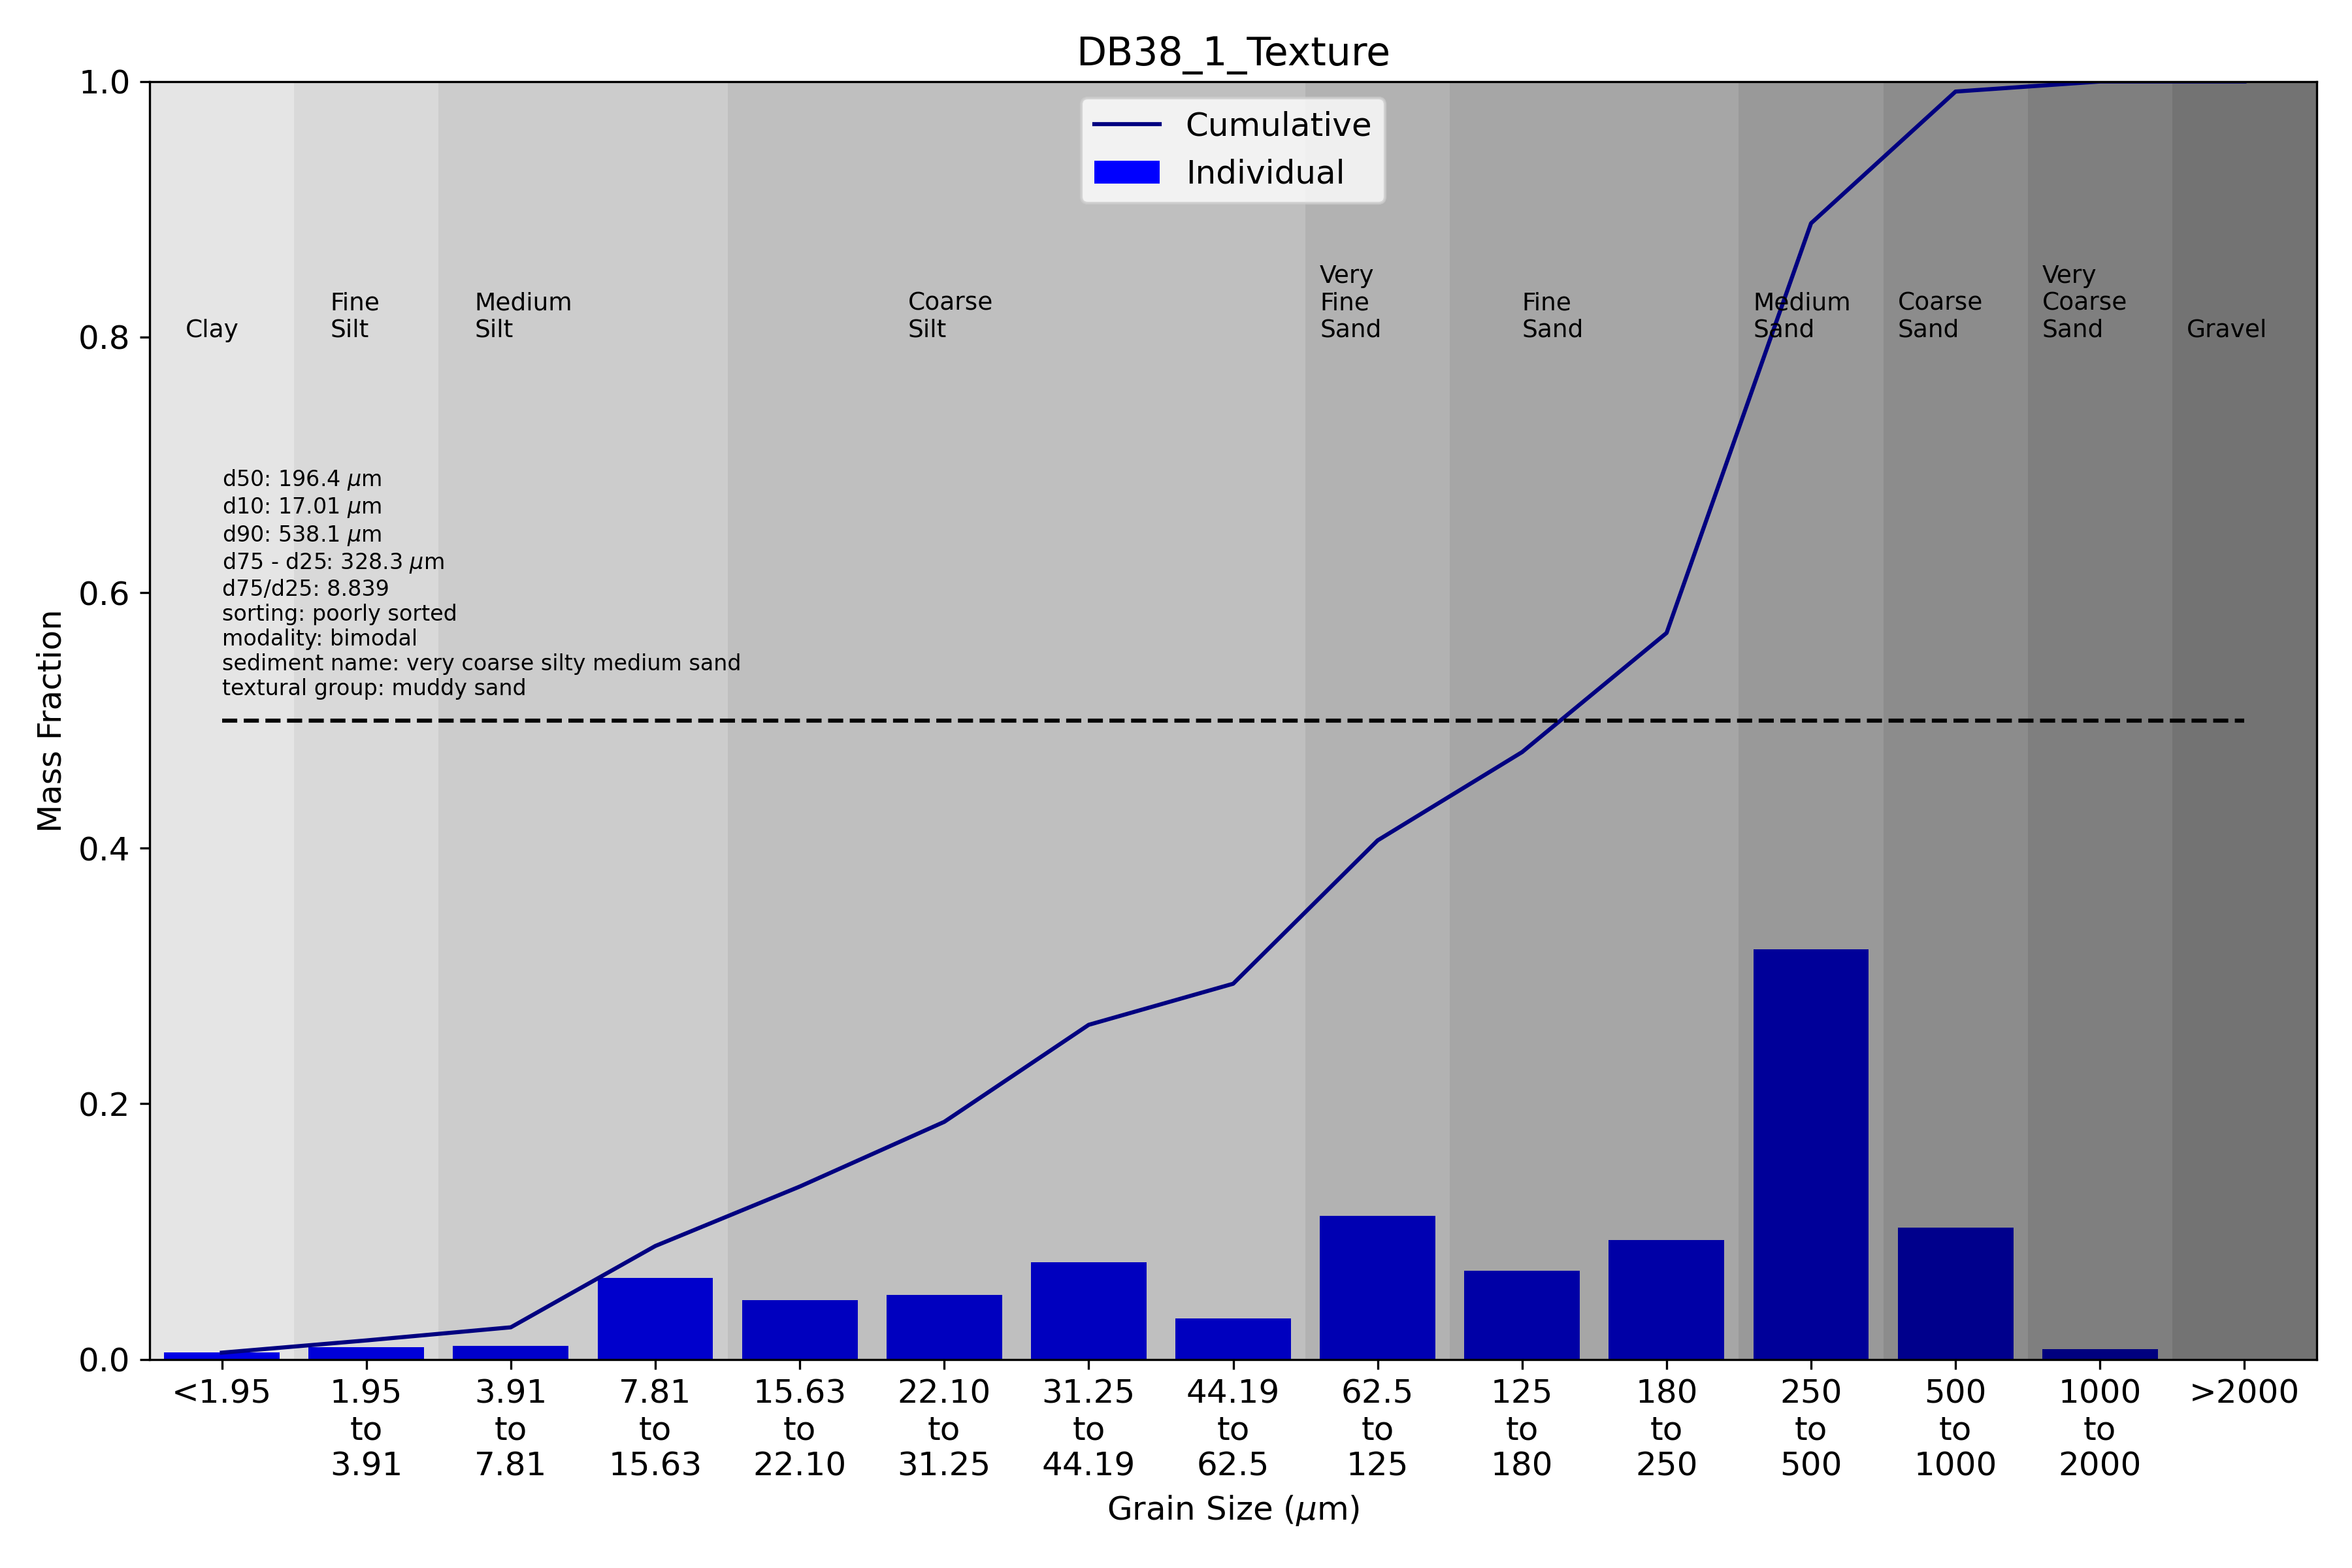 DB38_1_Texture
1.0
0.8
0.6
0.4
0.2
0.0
Mass Fraction
Cumulative
Individual
Clay
Fine
Silt
Medium
Silt
Coarse
Silt
Very
Fine
Sand
Fine
Sand
Medium
Sand
Coarse
Sand
Very
Coarse
Sand
Gravel
d50: 196.4 μm
d10: 17.01 μm
d90: 538.1 μm
d75 - d25: 328.3 μm
d75/d25: 8.839
sorting: poorly sorted
modality: bimodal
sediment name: very coarse silty medium sand
textural group: muddy sand
<1.95
1.95
to
3.91
3.91
to
7.81
7.81
to
15.63
15.63
to
22.10
22.10
to
31.25
31.25
to
44.19
44.19
to
62.5
62.5
to
125
125
to
180
180
to
250
250
to
500
500
to
1000
1000
to
2000
>2000
Grain Size (μm)